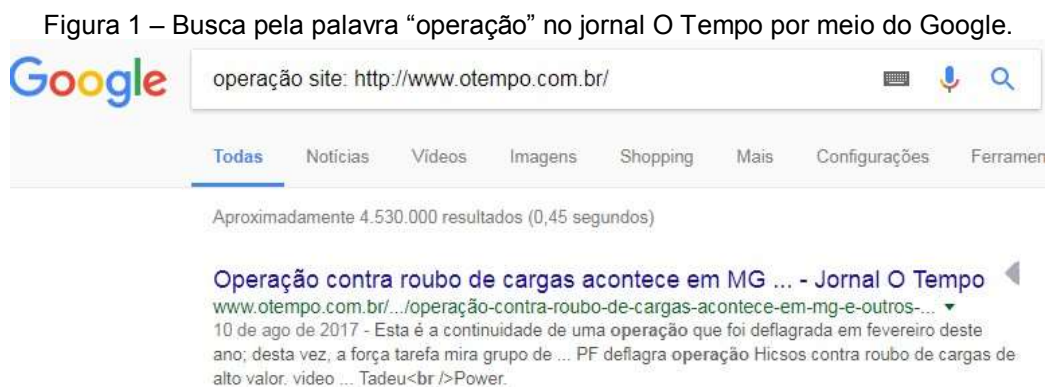 Figura 1 – Busca pela palavra “operação” no jornal O Tempo por meio do Google.
Google
operação site: http://www.otempo.com.br/
Todas Notícias Vídeos Imagens Shopping Mais Configurações Ferramen
Aproximadamente 4.530.000 resultados (0,45 segundos)
Operação contra roubo de cargas acontece em MG ... - Jornal O Tempo
www.otempo.com.br/.../operação-contra-roubo-de-cargas-acontece-em-mg-e-outros-...
10 de ago de 2017 - Esta é a continuidade de uma operação que foi deflagrada em fevereiro deste
ano; desta vez, a força tarefa mira grupo de ... PF deflagra operação Hicsos contra roubo de cargas de
alto valor. video ... Tadeu<br />Power.